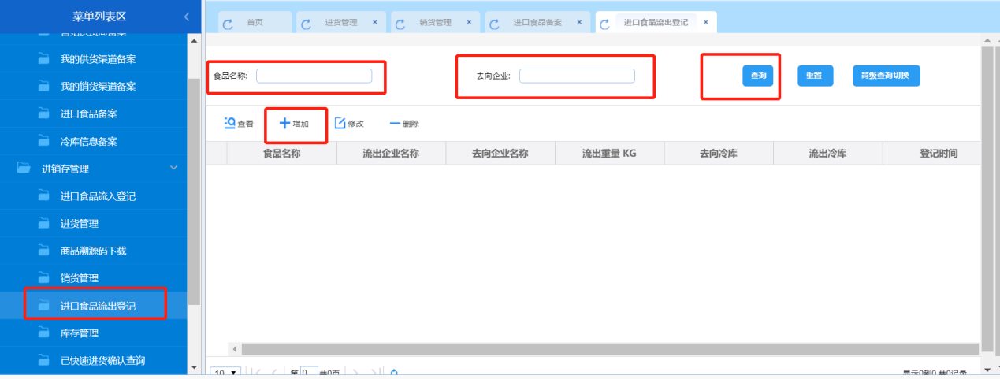 菜单列表区
首页 进货管理 × 销货管理 × 进口食品备案 × 进口食品流出登记 ×
我的供货渠道备案
我的销货渠道备案
进口食品备案
冷库信息备案
进销存管理
进口食品流入登记
进货管理
商品溯源码下载
销货管理
进口食品流出登记
库存管理
已快速进货确认查询
食品名称: 去向企业: 查询 重置 高级查询切换
查看 增加 修改 删除
食品名称 流出企业名称 去向企业名称 流出重量 KG 去向冷库 流出冷库 登记时间
10 第 0 共0页 显示0到0 共0记录